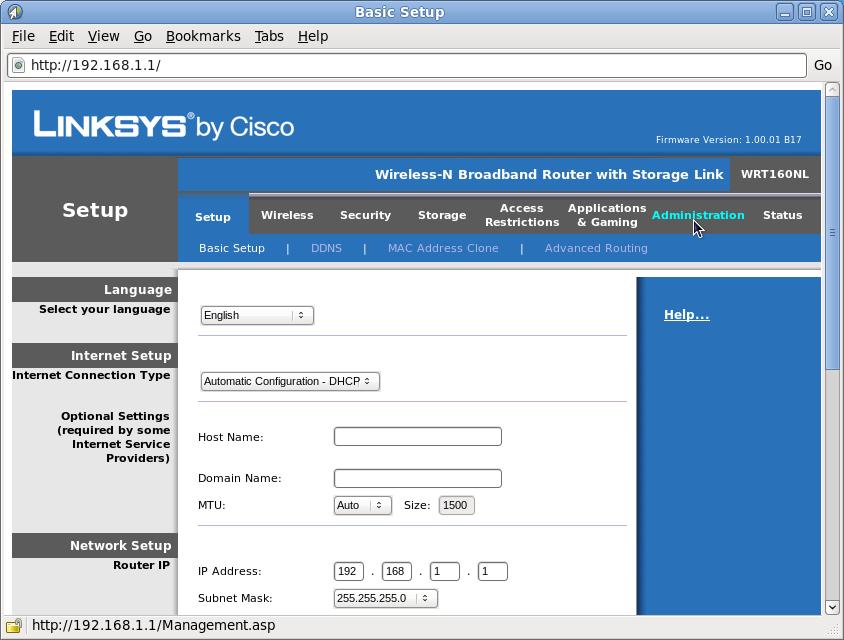 Basic Setup
File Edit View Go Bookmarks Tabs Help
http://192.168.1.1/ Go
LINKSYS® by Cisco
Firmware Version: 1.00.01 B17
Wireless-N Broadband Router with Storage Link WRT160NL
Setup
Setup Wireless Security Storage Access Restrictions Applications & Gaming Administration Status
Basic Setup | DDNS | MAC Address Clone | Advanced Routing
Language
Select your language
English
Help...
Internet Setup
Internet Connection Type
Automatic Configuration - DHCP
Optional Settings
(required by some
Internet Service
Providers)
Host Name:
Domain Name:
MTU: Auto Size: 1500
Network Setup
Router IP
IP Address: 192 . 168 . 1 . 1
Subnet Mask: 255.255.255.0
http://192.168.1.1/Management.asp